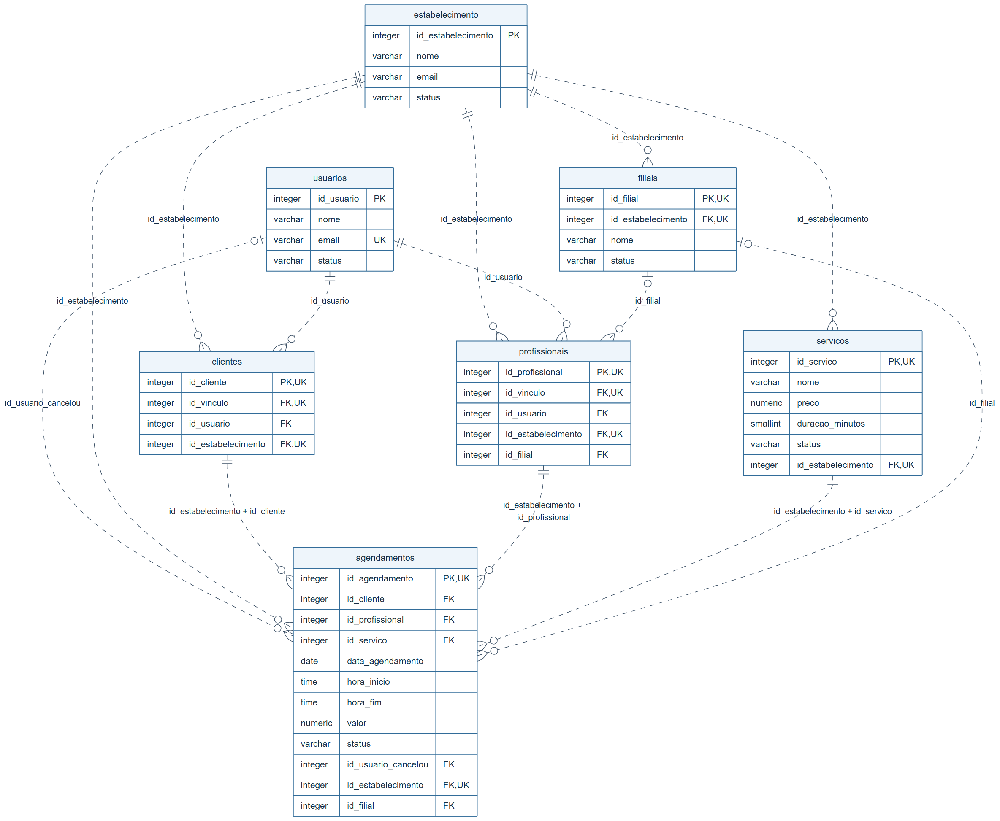 estabelecimento
integer id_estabelecimento PK
varchar nome
varchar email
varchar status
id_estabelecimento
usuarios
integer id_usuario PK
varchar nome
varchar email UK
varchar status
filiais
integer id_filial PK,UK
integer id_estabelecimento FK,UK
varchar nome
varchar status
id_estabelecimento
id_estabelecimento
id_estabelecimento
id_usuario
id_estabelecimento
id_usuario
id_filial
clientes
integer id_cliente PK,UK
integer id_vinculo FK,UK
integer id_usuario FK
integer id_estabelecimento FK,UK
profissionais
integer id_profissional PK,UK
integer id_vinculo FK,UK
integer id_usuario FK
integer id_estabelecimento FK,UK
integer id_filial FK
servicos
integer id_servico PK,UK
varchar nome
numeric preco
smallint duracao_minutos
varchar status
integer id_estabelecimento FK,UK
id_usuario_cancelou
id_filial
id_estabelecimento + id_cliente
id_estabelecimento +
id_profissional
id_estabelecimento + id_servico
agendamentos
integer id_agendamento PK,UK
integer id_cliente FK
integer id_profissional FK
integer id_servico FK
date data_agendamento
time hora_inicio
time hora_fim
numeric valor
varchar status
integer id_usuario_cancelou FK
integer id_estabelecimento FK,UK
integer id_filial FK